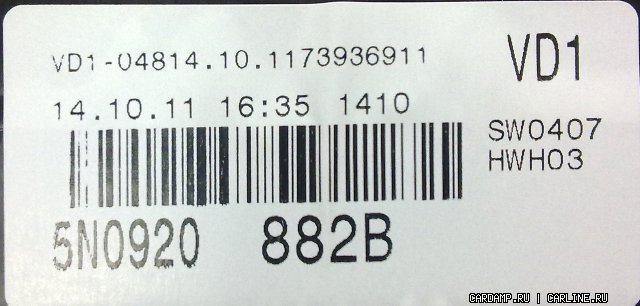 VD1-04814.10.1173936911
VD1
14.10.11 16:35 1410
SW0407
HWH03
5N0920 882B
CARDAMP.RU | CARLINE.RU